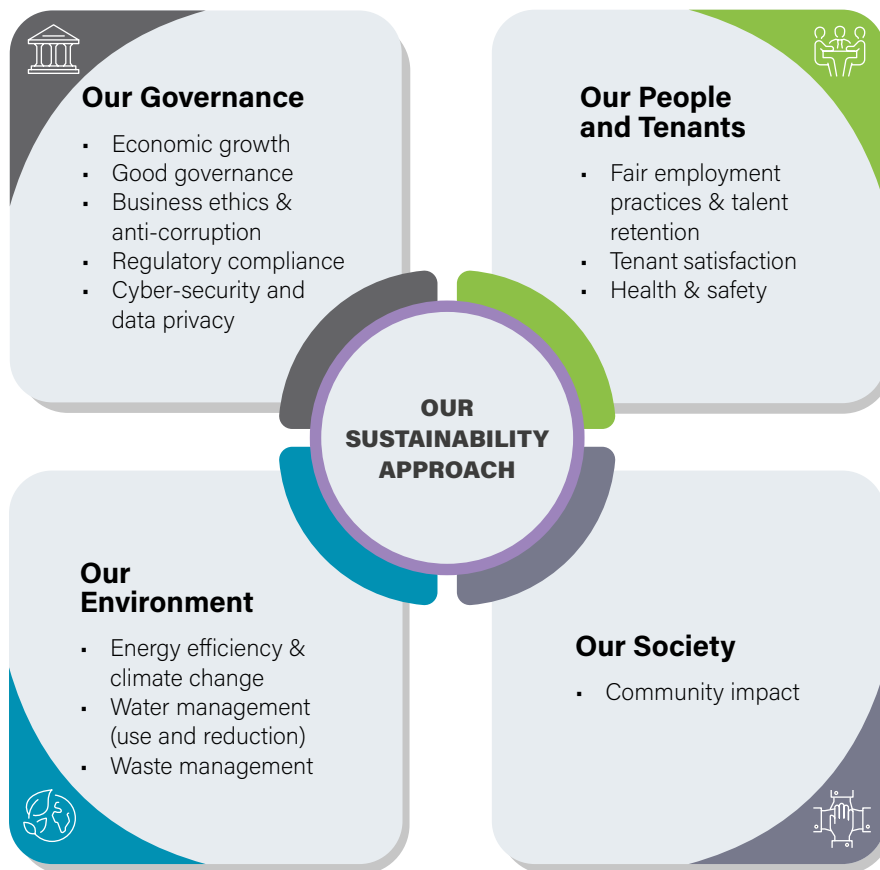 Our Governance
▪ Economic growth
▪ Good governance
▪ Business ethics &
anti-corruption
▪ Regulatory compliance
▪ Cyber-security and
data privacy
Our People
and Tenants
▪ Fair employment
practices & talent
retention
▪ Tenant satisfaction
▪ Health & safety
OUR
SUSTAINABILITY
APPROACH
Our
Environment
▪ Energy efficiency &
climate change
▪ Water management
(use and reduction)
▪ Waste management
Our Society
▪ Community impact